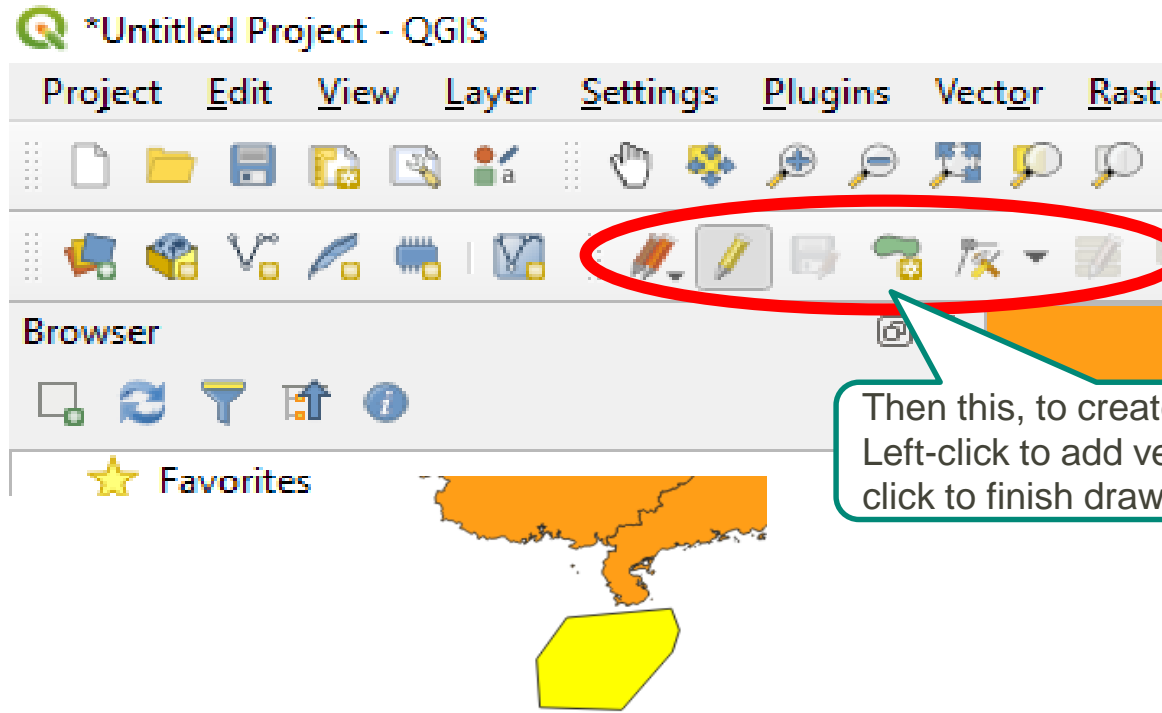 *Untitled Project - QGIS
Project Edit View Layer Settings Plugins Vector Rast
Browser
Then this, to creat
Left-click to add ve
click to finish draw
Favorites